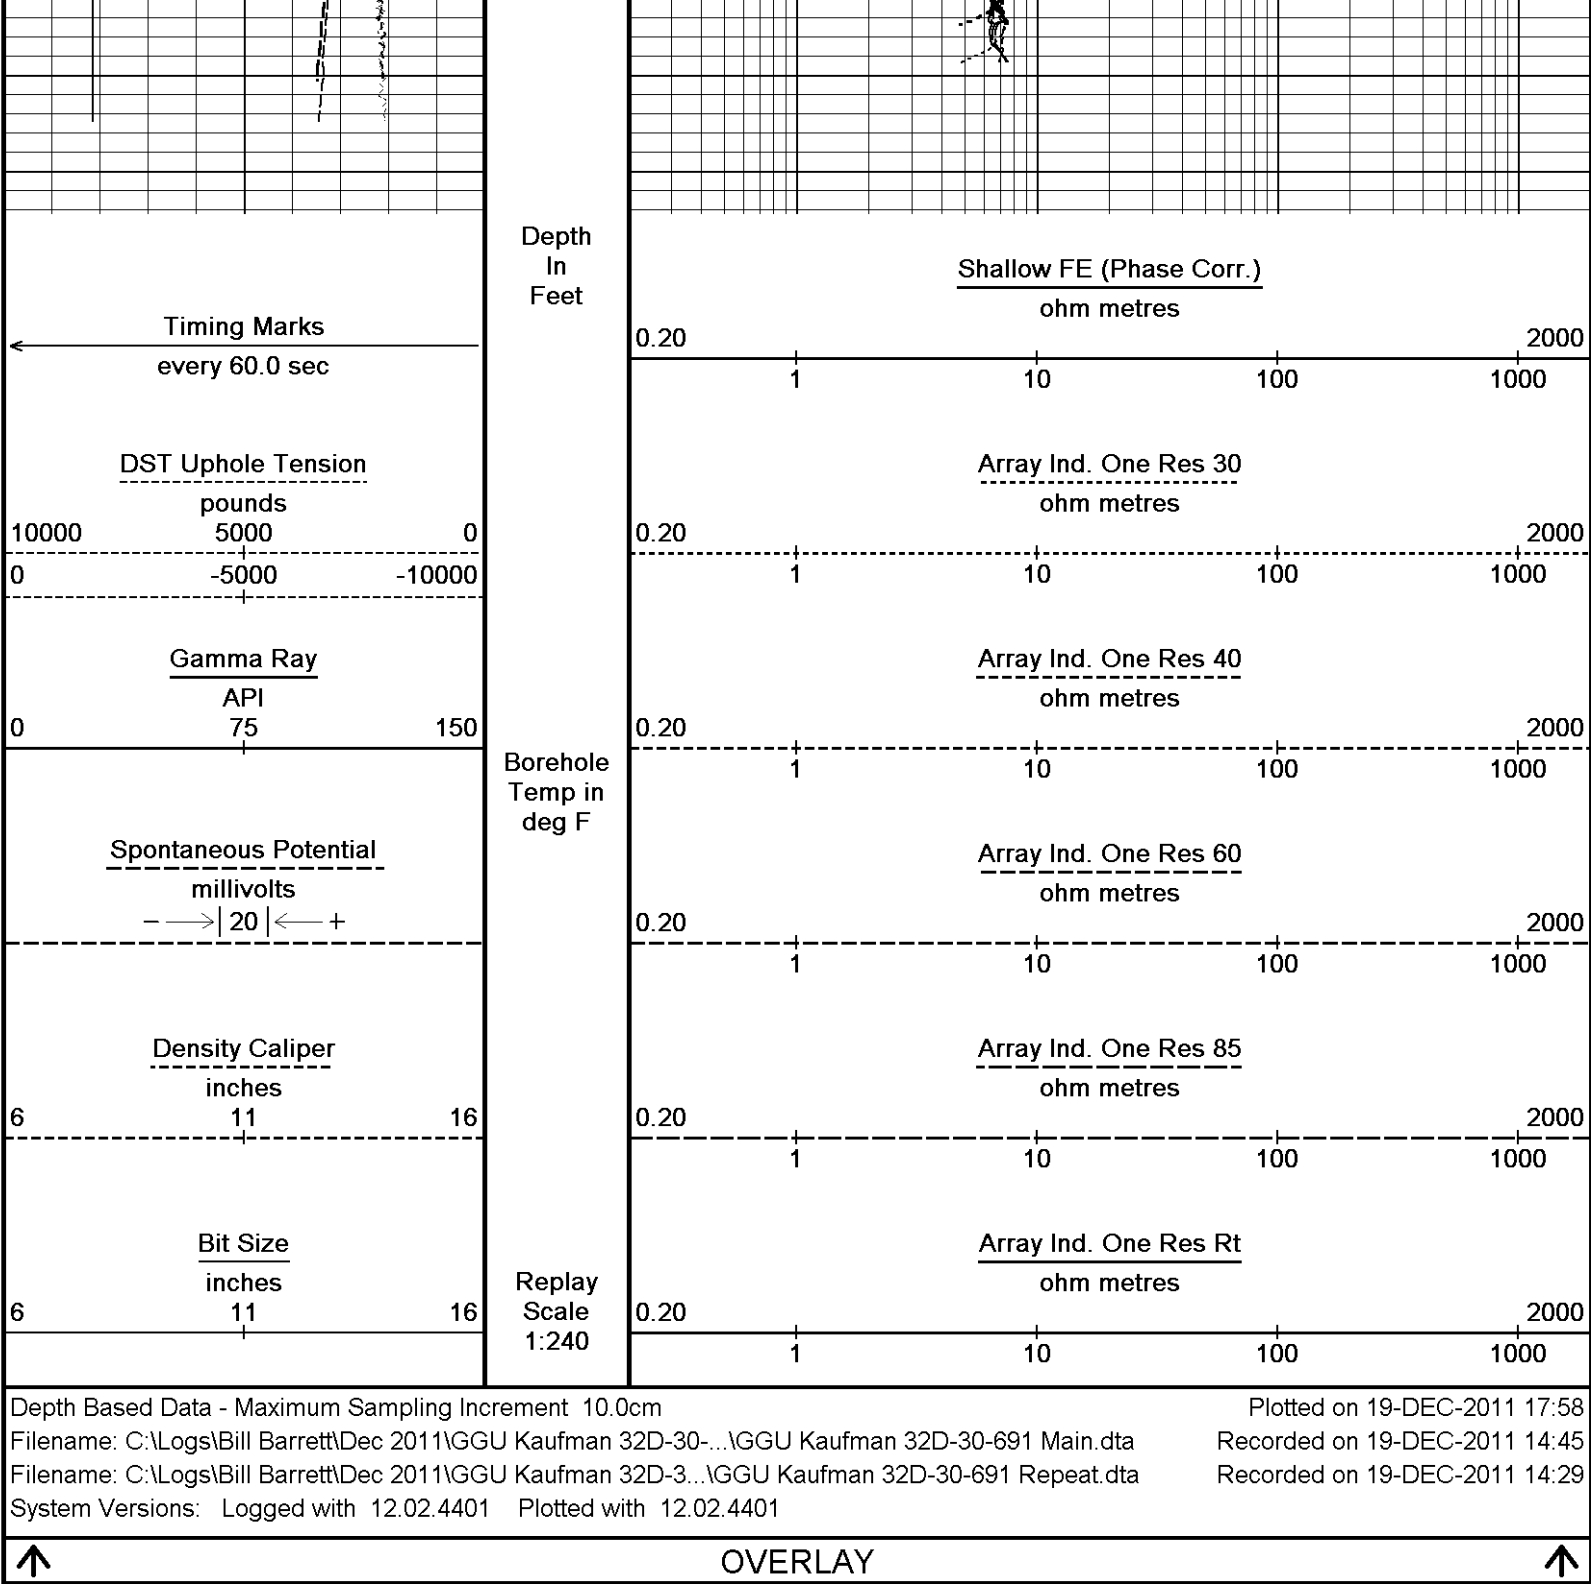 Timing Marks
every 60.0 sec
DST Uphole Tension
pounds
10000 5000 0
0 -5000 -10000
Gamma Ray
API
0 75 150
Spontaneous Potential
millivolts
− 20 +
Density Caliper
inches
6 11 16
Bit Size
inches
6 11 16
Depth
In
Feet
Borehole
Temp in
deg F
Replay
Scale
1:240
Shallow FE (Phase Corr.)
ohm metres
0.20 2000
1 10 100 1000
Array Ind. One Res 30
ohm metres
0.20 2000
1 10 100 1000
Array Ind. One Res 40
ohm metres
0.20 2000
1 10 100 1000
Array Ind. One Res 60
ohm metres
0.20 2000
1 10 100 1000
Array Ind. One Res 85
ohm metres
0.20 2000
1 10 100 1000
Array Ind. One Res Rt
ohm metres
0.20 2000
1 10 100 1000
Depth Based Data - Maximum Sampling Increment 10.0cm Plotted on 19-DEC-2011 17:58
Filename: C:\Logs\Bill Barrett\Dec 2011\GGU Kaufman 32D-30-...\GGU Kaufman 32D-30-691 Main.dta Recorded on 19-DEC-2011 14:45
Filename: C:\Logs\Bill Barrett\Dec 2011\GGU Kaufman 32D-3...\GGU Kaufman 32D-30-691 Repeat.dta Recorded on 19-DEC-2011 14:29
System Versions: Logged with 12.02.4401 Plotted with 12.02.4401
OVERLAY